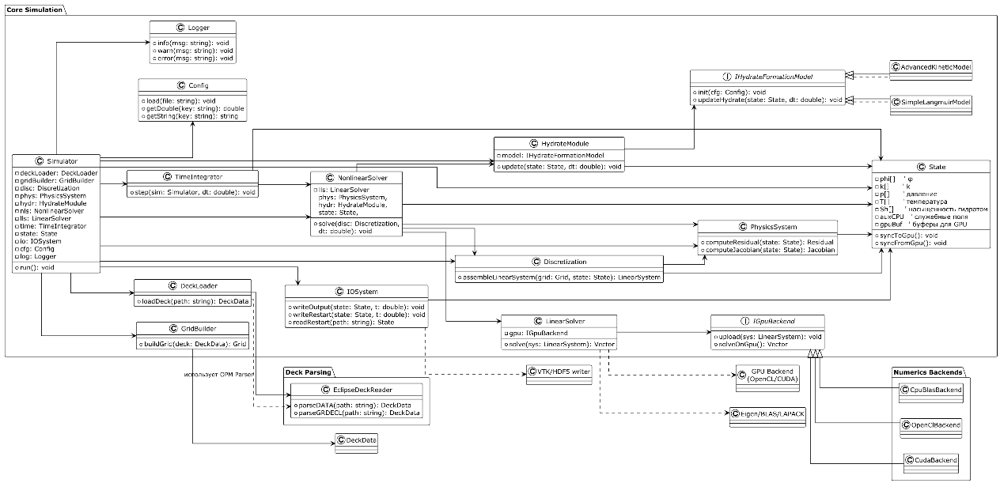 Core Simulation
C Logger
info(msg: string): void
warn(msg: string): void
error(msg: string): void
C Config
load(file: string): void
getDouble(key: string): double
getString(key: string): string
I IHydrateFormationModel
init(cfg: Config): void
updateHydrate(state: State, dt: double): void
C AdvancedKineticModel
C SimpleLangmuirModel
C Simulator
deckLoader: DeckLoader
gridBuilder: GridBuilder
disc: Discretization
phys: PhysicsSystem
hydr: HydrateModule
nls: NonlinearSolver
lls: LinearSolver
time: TimeIntegrator
state: State
io: IOSystem
cfg: Config
log: Logger
run(): void
C TimeIntegrator
step(sim: Simulator, dt: double): void
C HydrateModule
model: IHydrateFormationModel
update(state: State, dt: double): void
C NonlinearSolver
lls: LinearSolver
phys: PhysicsSystem,
hydr: HydrateModule,
state: State,
solve(disc: Discretization,
dt: double): void
C State
phi[] ' φ
k[] ' k
p[] ' давление
T[] ' температура
Sh[] ' насыщенность гидратом
auxCPU ' служебные поля
gpuBuf ' буферы для GPU
syncToGpu(): void
syncFromGpu(): void
C PhysicsSystem
computeResidual(state: State): Residual
computeJacobian(state: State): Jacobian
C Discretization
assembleLinearSystem(grid: Grid, state: State): LinearSystem
C DeckLoader
loadDeck(path: string): DeckData
C IOSystem
writeOutput(state: State, t: double): void
writeRestart(state: State, t: double): void
readRestart(path: string): State
C GridBuilder
buildGrid(deck: DeckData): Grid
C LinearSolver
gpu: IGpuBackend
solve(sys: LinearSystem): Vector
I IGpuBackend
upload(sys: LinearSystem): void
solveOnGpu(): Vector
использует OPM Parser
Deck Parsing
C EclipseDeckReader
parseDATA(path: string): DeckData
parseGRDECL(path: string): DeckData
C VTK/HDF5 writer
C GPU Backend
(OpenCL/CUDA)
C Eigen/BLAS/LAPACK
C DeckData
Numerics Backends
C CpuBlasBackend
C OpenClBackend
C CudaBackend